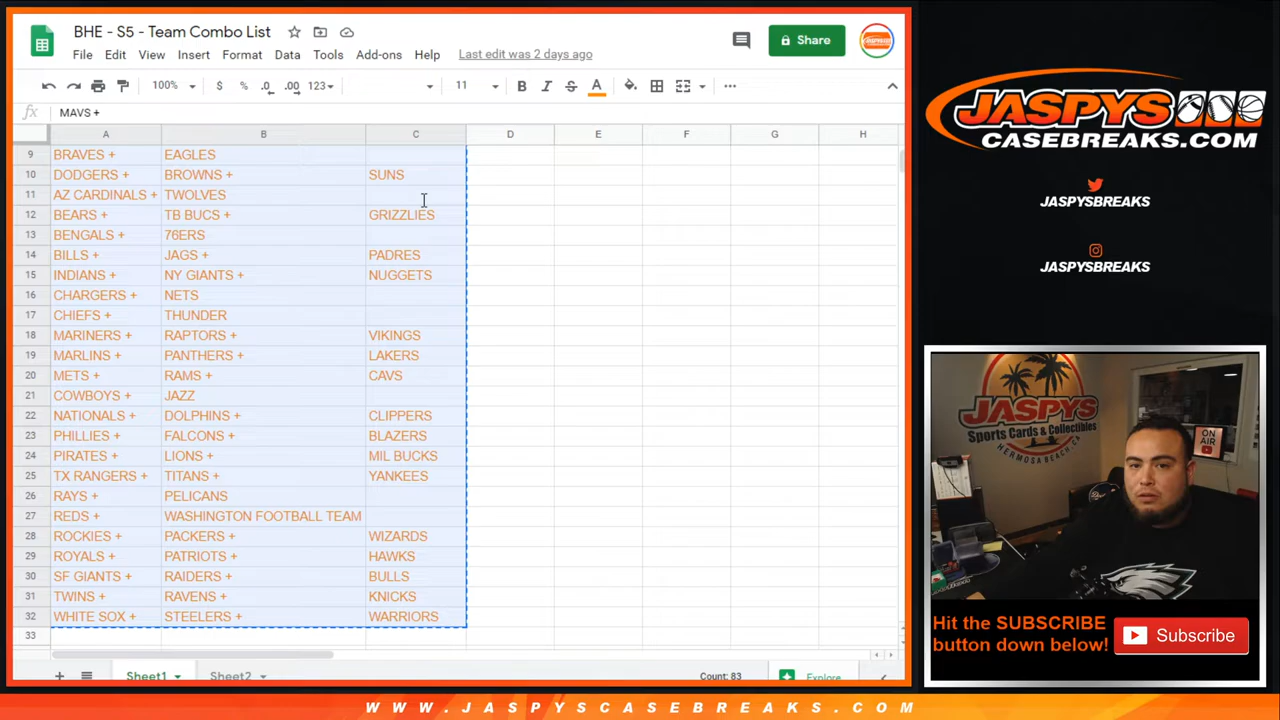 BHE - S5 - Team Combo List
File Edit View Insert Format Data Tools Add-ons Help Last edit was 2 days ago
Share
100% $ % .0 .00 123 11 B I S A
fx MAVS +
A B C D E F G H
9 BRAVES + EAGLES
10 DODGERS + BROWNS + SUNS
11 AZ CARDINALS + TWOLVES
12 BEARS + TB BUCS + GRIZZLIES
13 BENGALS + 76ERS
14 BILLS + JAGS + PADRES
15 INDIANS + NY GIANTS + NUGGETS
16 CHARGERS + NETS
17 CHIEFS + THUNDER
18 MARINERS + RAPTORS + VIKINGS
19 MARLINS + PANTHERS + LAKERS
20 METS + RAMS + CAVS
21 COWBOYS + JAZZ
22 NATIONALS + DOLPHINS + CLIPPERS
23 PHILLIES + FALCONS + BLAZERS
24 PIRATES + LIONS + MIL BUCKS
25 TX RANGERS + TITANS + YANKEES
26 RAYS + PELICANS
27 REDS + WASHINGTON FOOTBALL TEAM
28 ROCKIES + PACKERS + WIZARDS
29 ROYALS + PATRIOTS + HAWKS
30 SF GIANTS + RAIDERS + BULLS
31 TWINS + RAVENS + KNICKS
32 WHITE SOX + STEELERS + WARRIORS
33
Sheet1 Sheet2 Count: 83 Explore
JASPYS
CASEBREAKS.COM
JASPYSBREAKS
JASPYSBREAKS
JASPYS
Sports Cards & Collectibles
HERMOSA BEACH, CA
ON AIR
Hit the SUBSCRIBE
button down below!
Subscribe
WWW.JASPYSCASEBREAKS.COM